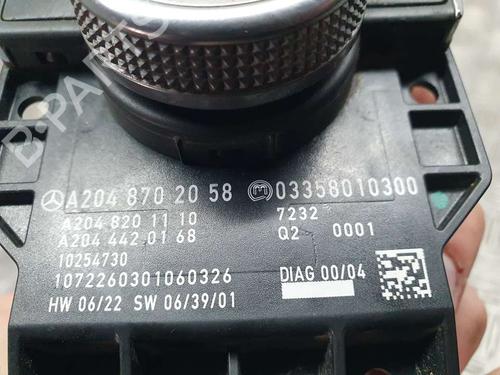 A204 870 20 58 03358010300
A204 820 11 10 7232
A204 442 01 68 Q2 0001
10254730
1072260301060326 DIAG 00/04
HW 06/22 SW 06/39/01
B-PARTS